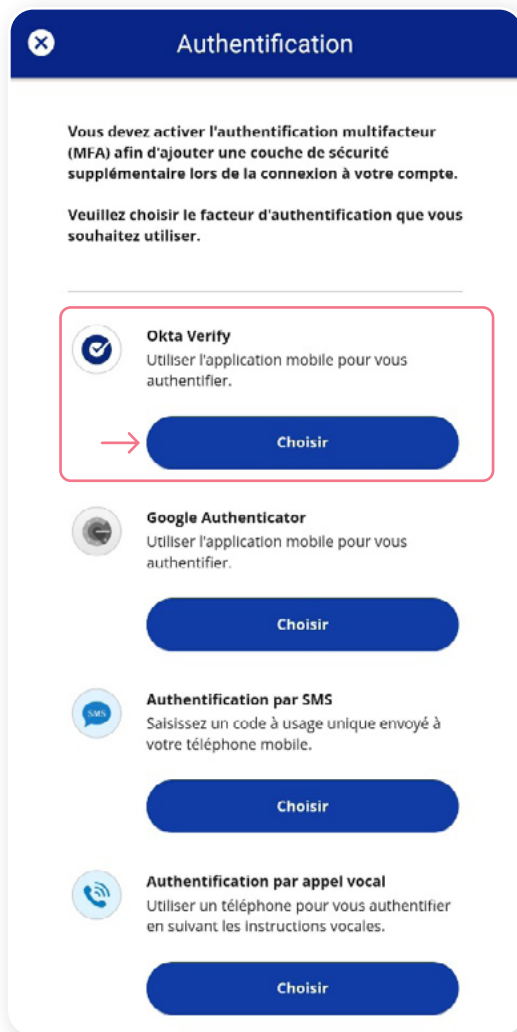 Authentification
Vous devez activer l'authentification multifacteur
(MFA) afin d'ajouter une couche de sécurité
supplémentaire lors de la connexion à votre compte.
Veuillez choisir le facteur d'authentification que vous
souhaitez utiliser.
Okta Verify
Utiliser l'application mobile pour vous
authentifier.
Choisir
Google Authenticator
Utiliser l'application mobile pour vous
authentifier.
Choisir
SMS
Authentification par SMS
Saisissez un code à usage unique envoyé à
votre téléphone mobile.
Choisir
Authentification par appel vocal
Utiliser un téléphone pour vous authentifier
en suivant les instructions vocales.
Choisir